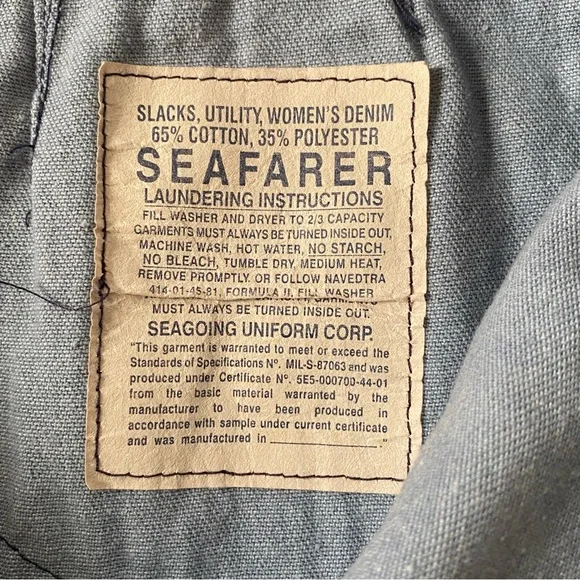 SLACKS, UTILITY, WOMEN'S DENIM
65% COTTON, 35% POLYESTER
SEAFARER
LAUNDERING INSTRUCTIONS
FILL WASHER AND DRYER TO 2/3 CAPACITY
GARMENTS MUST ALWAYS BE TURNED INSIDE OUT,
MACHINE WASH, HOT WATER, NO STARCH,
NO BLEACH, TUMBLE DRY, MEDIUM HEAT,
REMOVE PROMPTLY. OR FOLLOW NAVEDTRA
414-01-45-81, FORMULA II. FILL WASHER
MUST ALWAYS BE TURNED INSIDE OUT.
SEAGOING UNIFORM CORP.
"This garment is warranted to meet or exceed the
Standards of Specifications Nº. MIL-S-87063 and was
produced under Certificate Nº. 5E5-00070D-44-01
from the basic material warranted by the
manufacturer to have been produced in
accordance with sample under current certificate
and was manufactured in ____________."